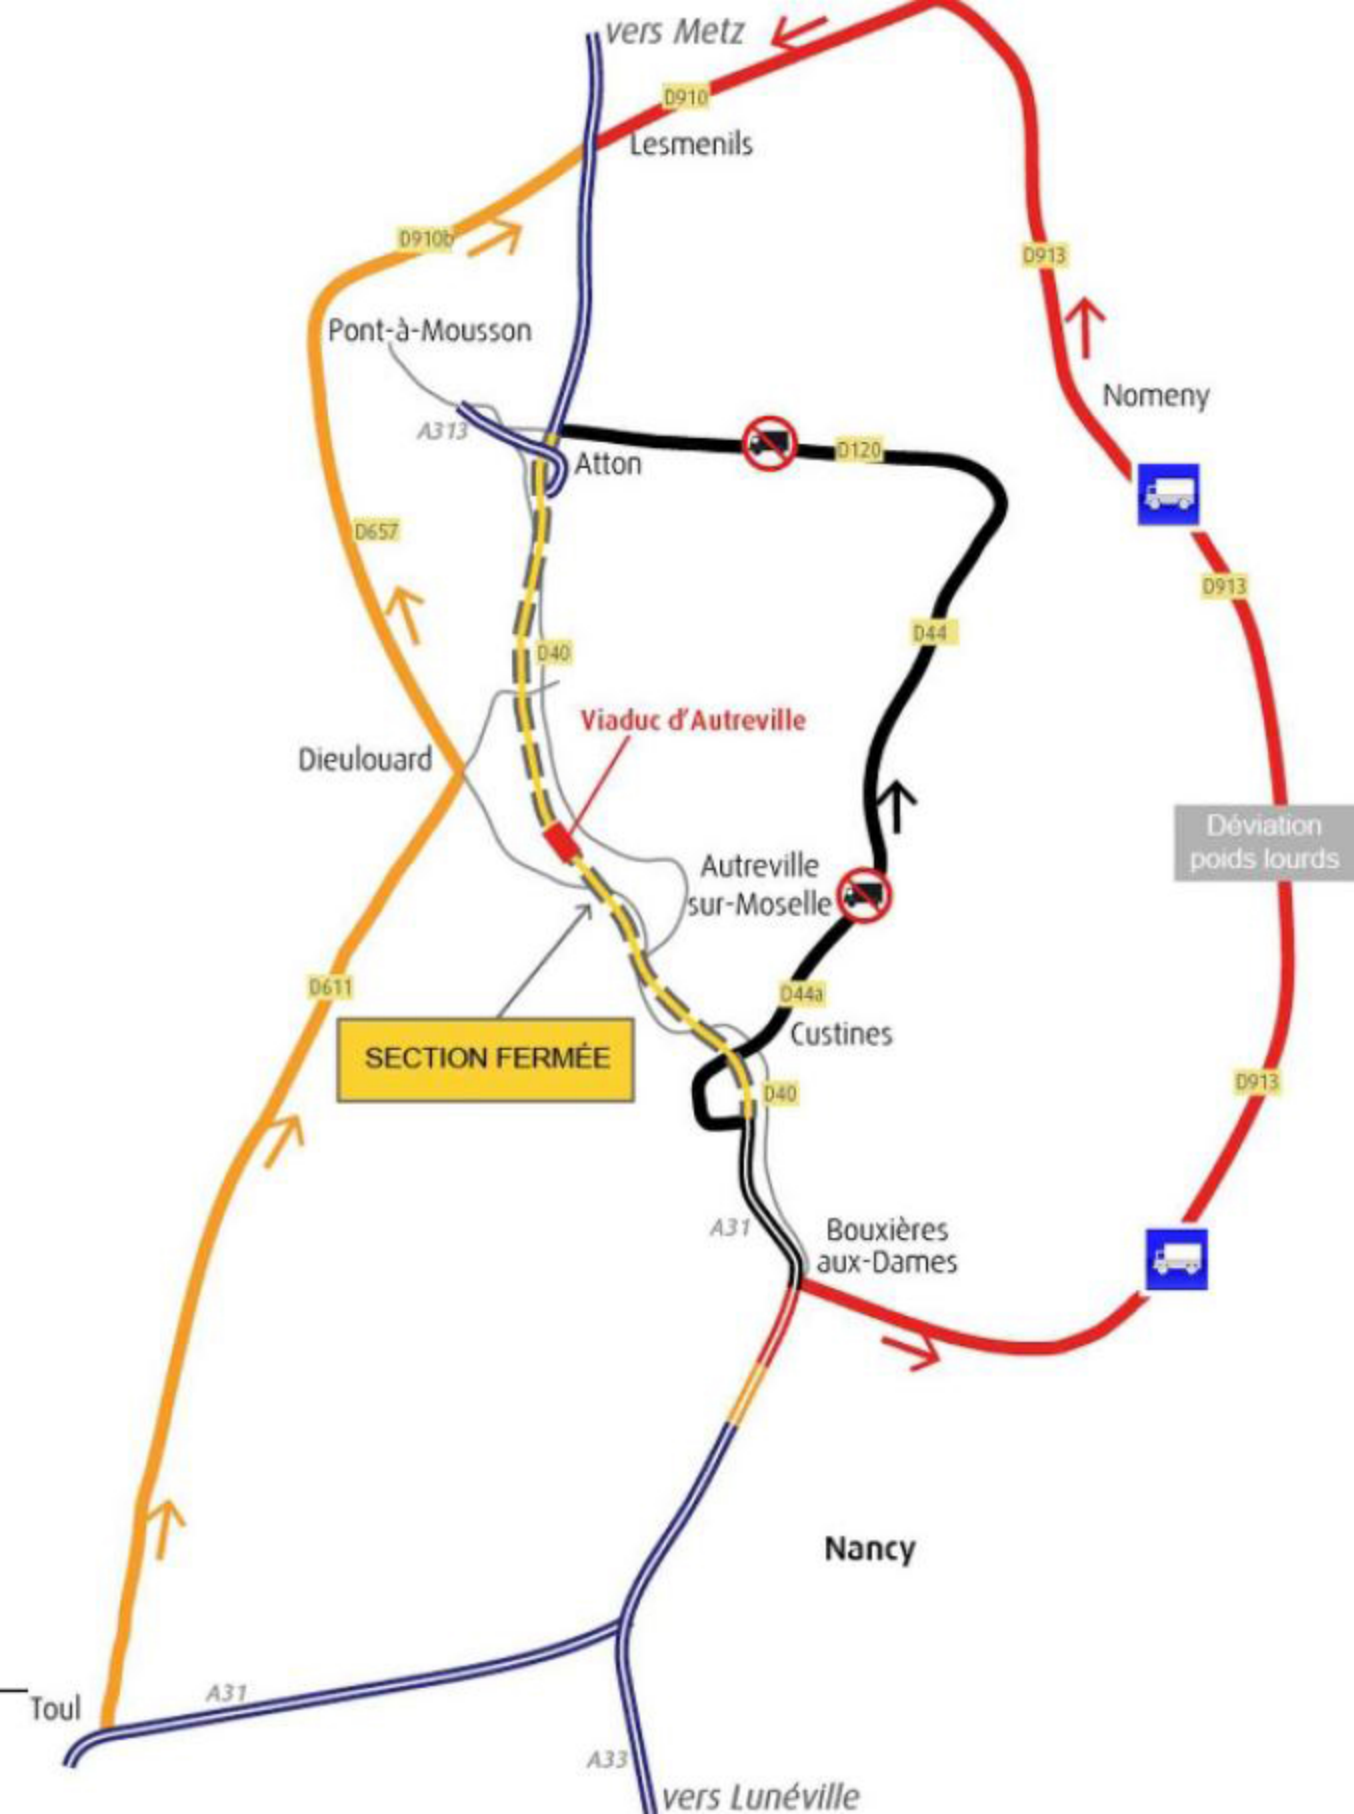 vers Metz
D910
Lesmenils
D910b
D913
Pont-à-Mousson
Nomeny
A313
D120
Atton
D657
D913
D44
D40
Viaduc d'Autreville
Dieulouard
Déviation
poids lourds
Autreville
sur-Moselle
D611
D44a
Custines
SECTION FERMÉE
D913
D40
A31
Bouxières
aux-Dames
Nancy
A31
Toul
A33
vers Lunéville